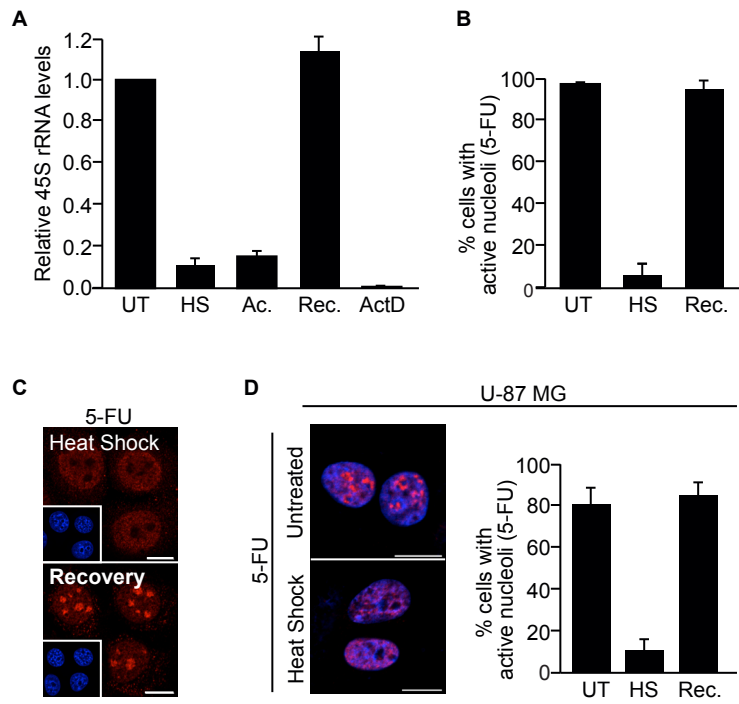 A
Relative 45S rRNA levels
1.2
1.0
0.8
0.6
0.4
0.2
0.0
UT HS Ac. Rec. ActD
B
% cells with
active nucleoli (5-FU)
100
80
60
40
20
0
UT HS Rec.
C
5-FU
Heat Shock
Recovery
D
U-87 MG
5-FU
Untreated
Heat Shock
% cells with
active nucleoli (5-FU)
100
80
60
40
20
0
UT HS Rec.